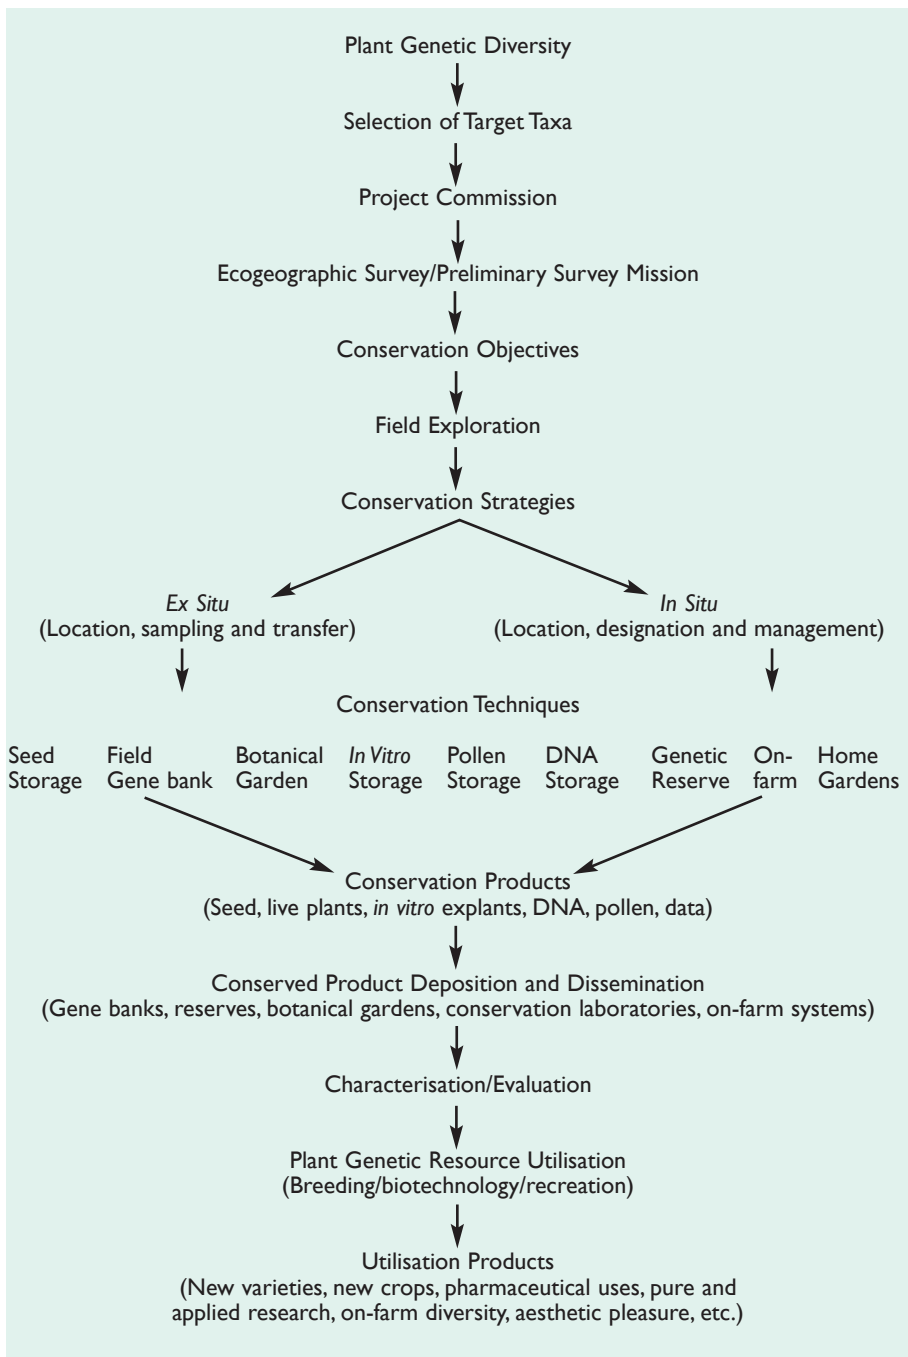 Plant Genetic Diversity
Selection of Target Taxa
Project Commission
Ecogeographic Survey/Preliminary Survey Mission
Conservation Objectives
Field Exploration
Conservation Strategies
Ex Situ
(Location, sampling and transfer)
In Situ
(Location, designation and management)
Conservation Techniques
Seed
Storage
Field
Gene bank
Botanical
Garden
In Vitro
Storage
Pollen
Storage
DNA
Storage
Genetic
Reserve
On-
farm
Home
Gardens
Conservation Products
(Seed, live plants, in vitro explants, DNA, pollen, data)
Conserved Product Deposition and Dissemination
(Gene banks, reserves, botanical gardens, conservation laboratories, on-farm systems)
Characterisation/Evaluation
Plant Genetic Resource Utilisation
(Breeding/biotechnology/recreation)
Utilisation Products
(New varieties, new crops, pharmaceutical uses, pure and
applied research, on-farm diversity, aesthetic pleasure, etc.)